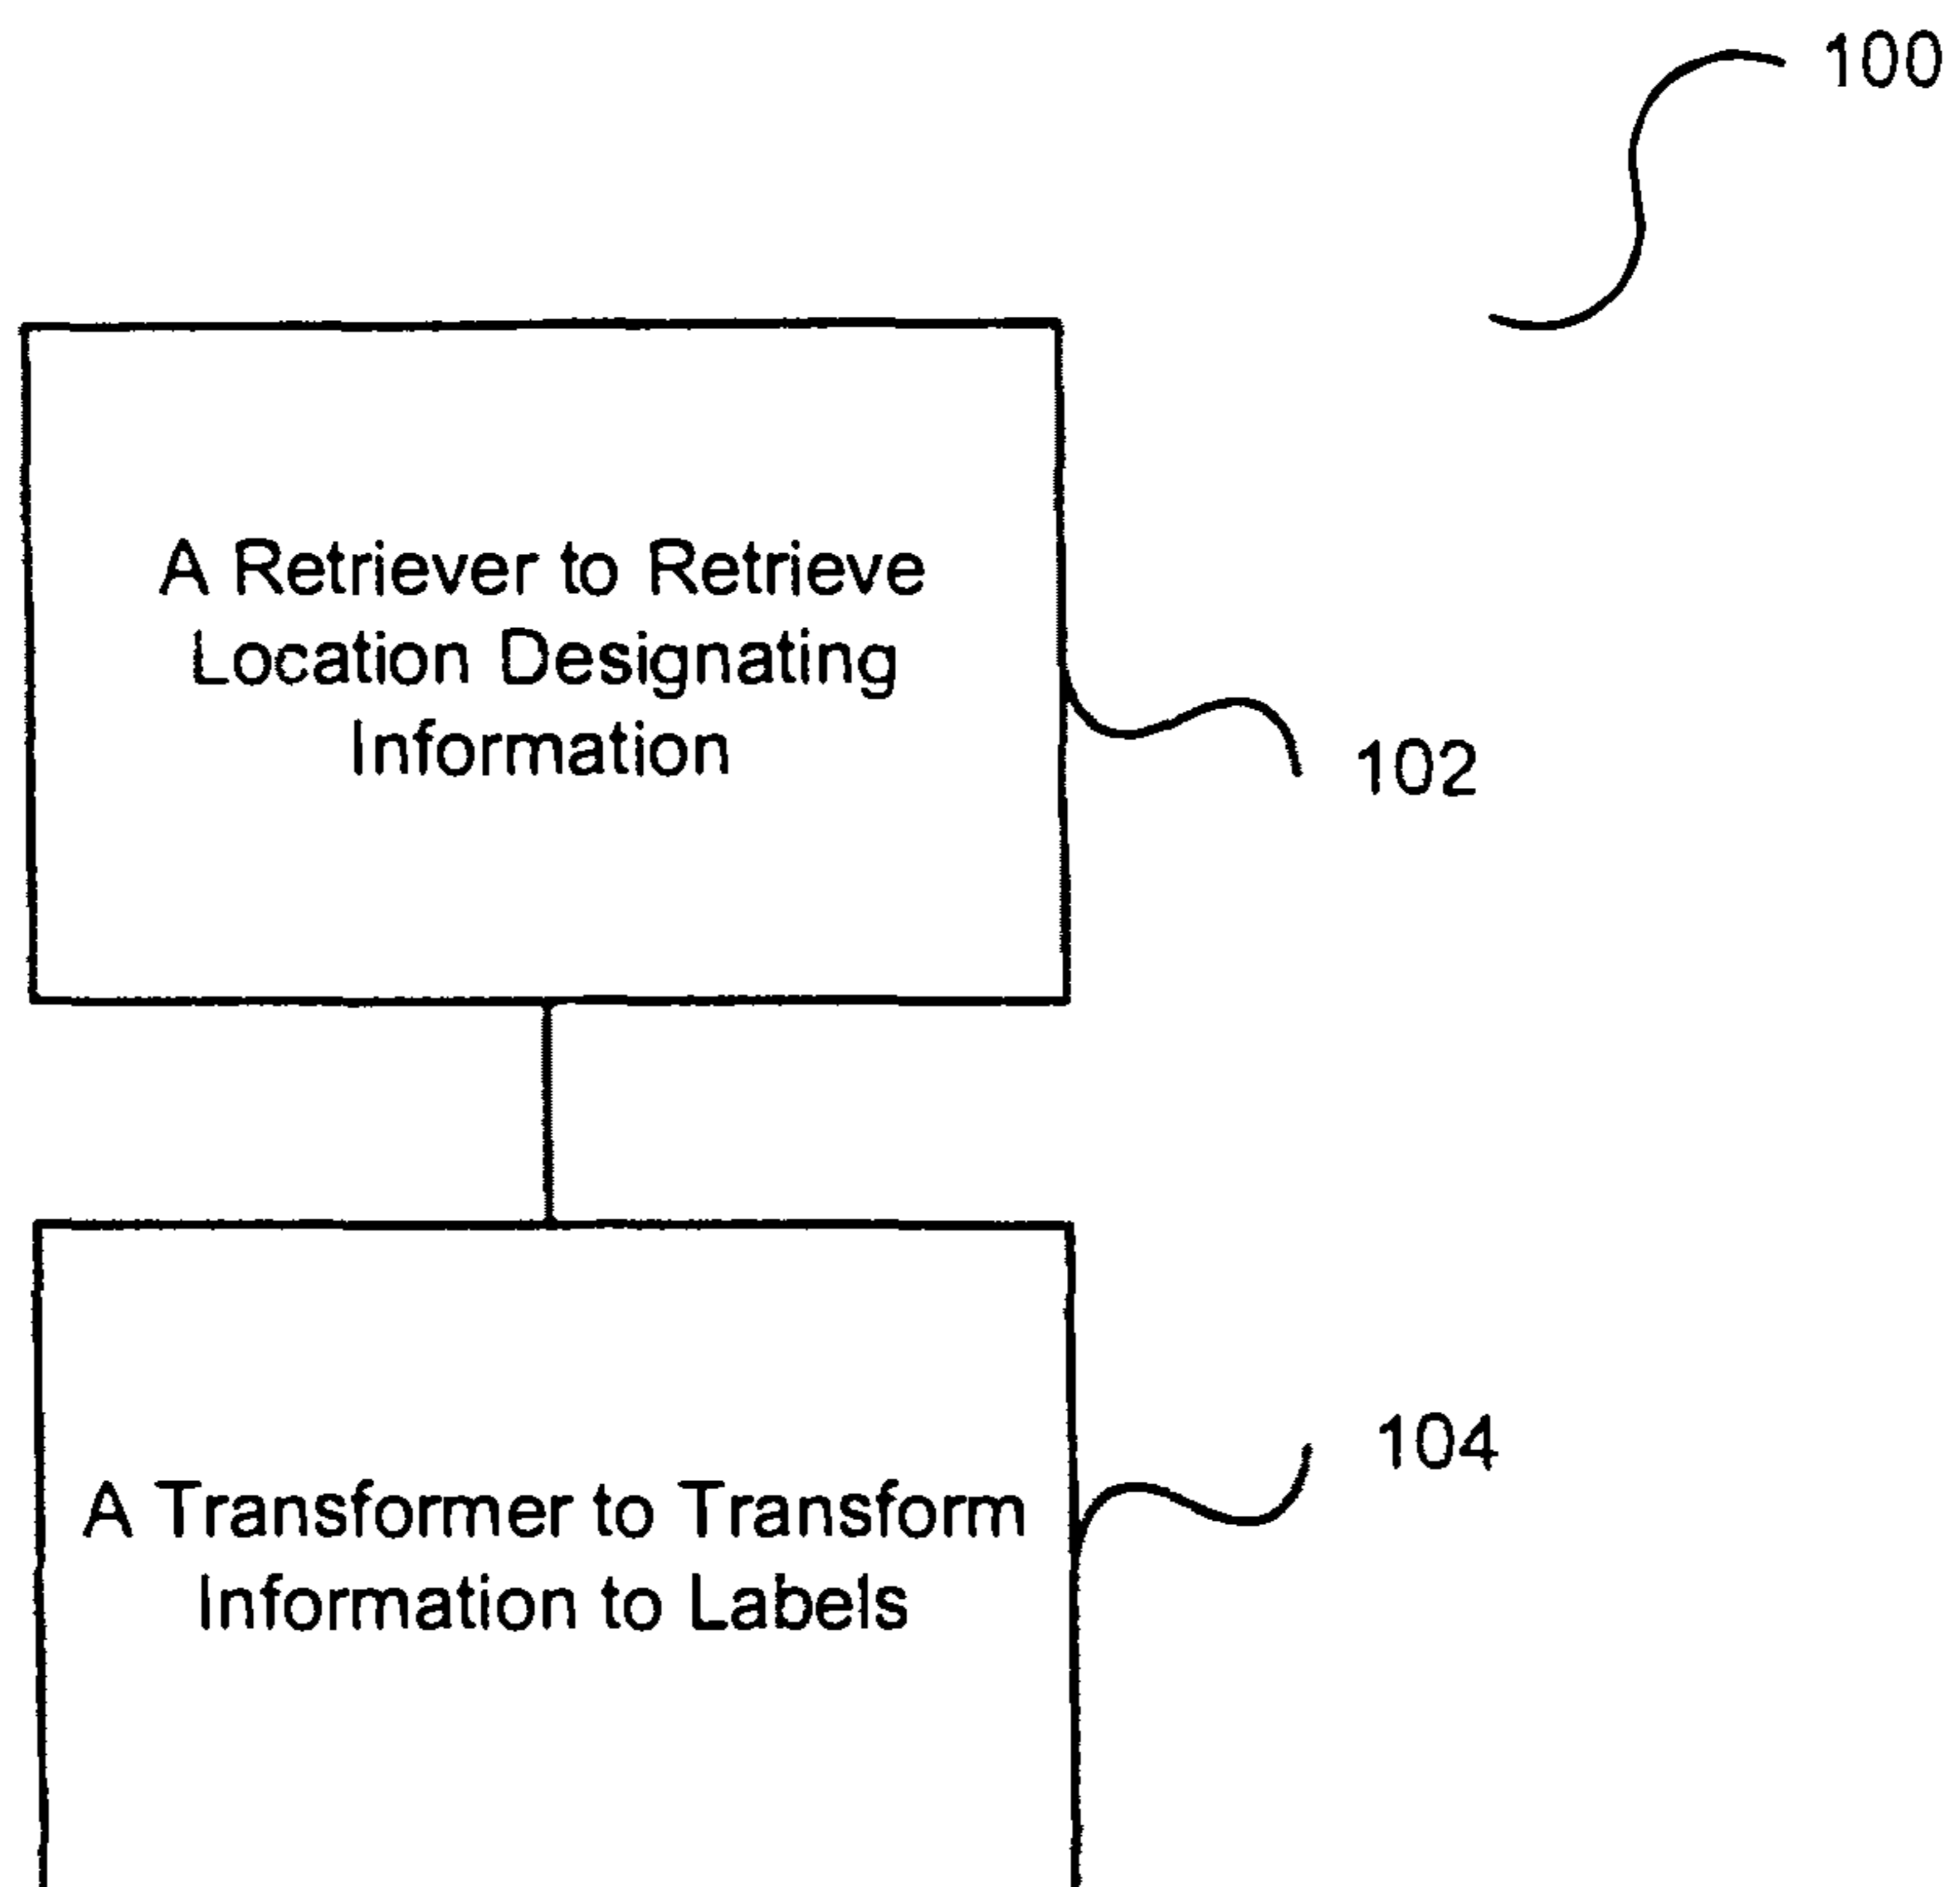 100
A Retriever to Retrieve
Location Designating
Information
102
104
A Transformer to Transform
Information to Labels